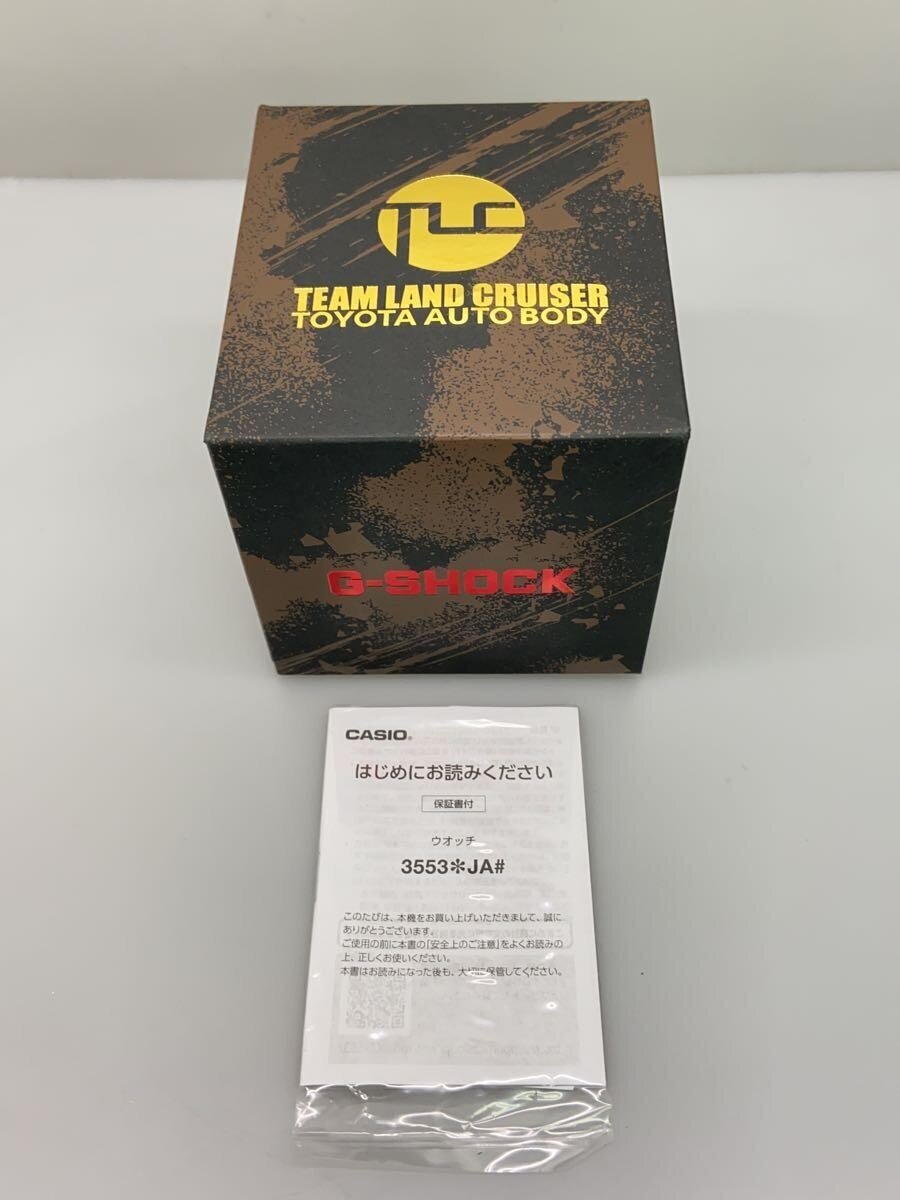 TLC
TEAM LAND CRUISER
TOYOTA AUTO BODY
G-SHOCK
CASIO®
はじめにお読みください
保証書付
ウオッチ
3553✻JA#
このたびは、本機をお買い上げいただきまして、誠に
ありがとうございます。
ご使用の前に本書の「安全上のご注意」をよくお読みの
上、正しくお使いください。
本書はお読みになった後も、大切に保管してください。